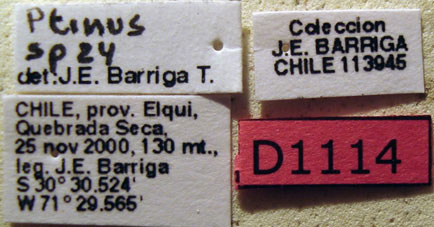 Ptinus
sp 24
det: J.E. Barriga T.
Coleccion
J.E. BARRIGA
CHILE 113945
CHILE, prov. Elqui,
Quebrada Seca,
25 nov 2000, 130 mt.,
leg. J.E. Barriga
S 30° 30.524'
W 71° 29.565'
D1114